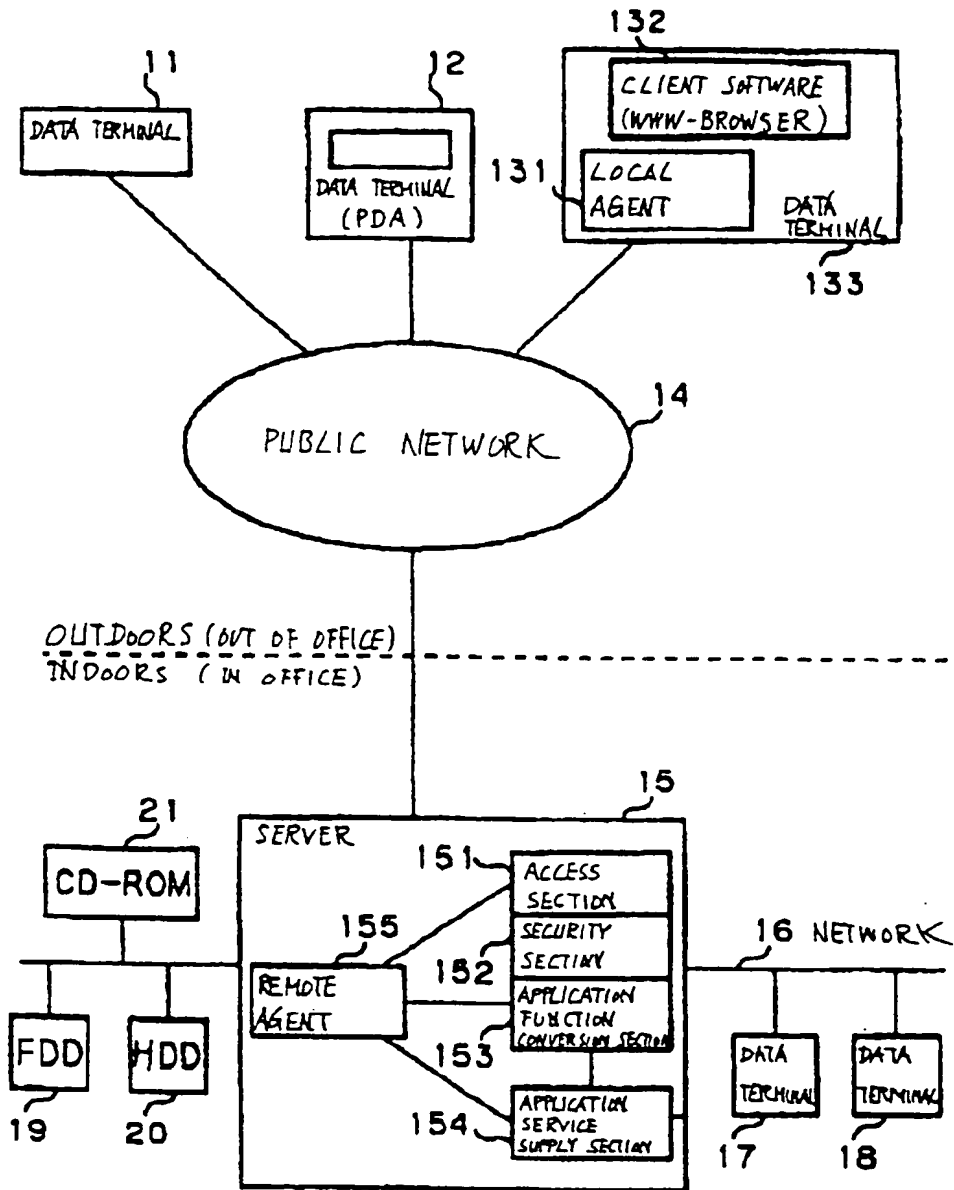 11
12
132
DATA TERMINAL
DATA TERMINAL
(PDA)
CLIENT SOFTWARE
(WHW-BROWSER)
131
LOCAL
AGENT
DATA
TERMINAL
133
14
PUBLIC NETWORK
OUTDOORS (OUT OF OFFICE)
INDOORS (IN OFFICE)
15
SERVER
21
CD-ROM
151
ACCESS
SECTION
155
152
SECURITY
SECTINY
16 NETWORK
REMOTE
AGENT
153
APPLICATION
FUNCTION
CONVERSION SECTION
FDD
HDD
19
20
154
APPLICATION
SERVICE
SUPPLY SECTION
DATA
TERMINAL
DATA
TERMINAL
17
18